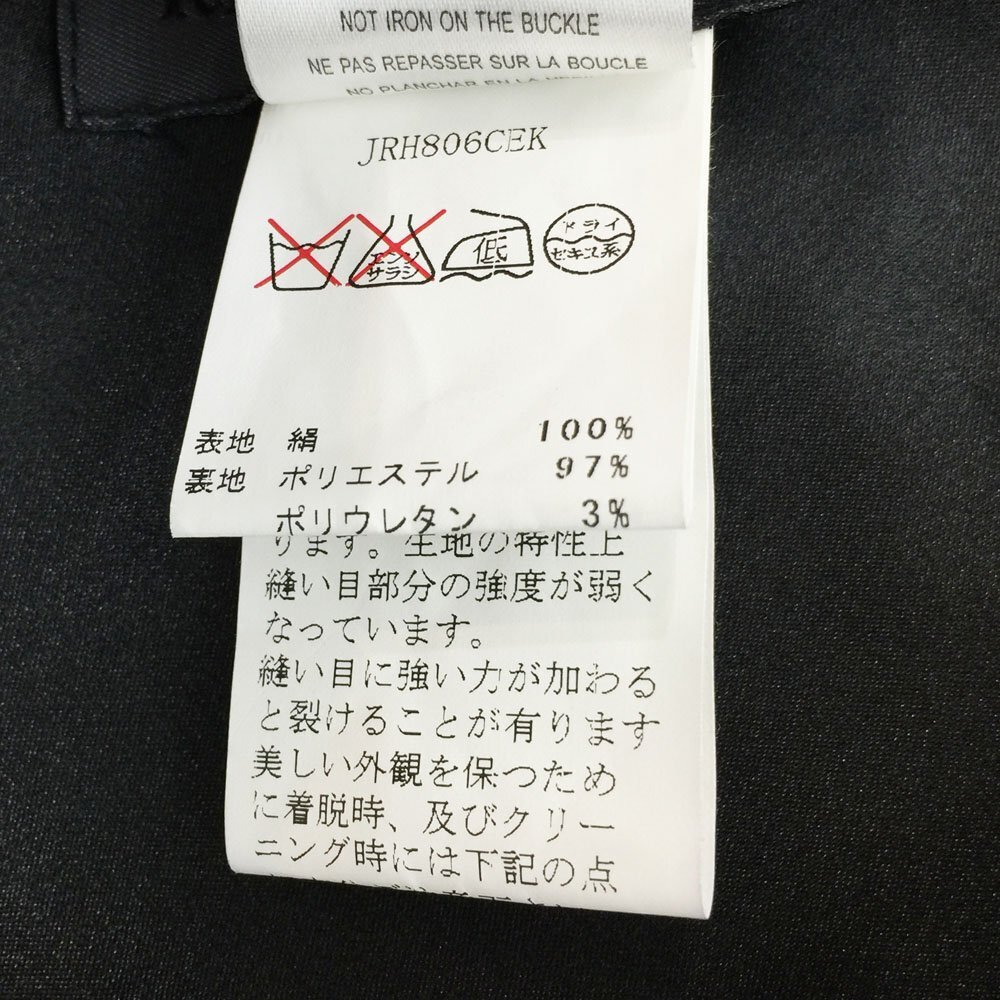 NOT IRON ON THE BUCKLE
NE PAS REPASSER SUR LA BOUCLE
NO PLANCHAR EN LA
JRH806CEK
エンソ
サラシ
低
ドライ
セキユ系
表地 絹 100%
裏地 ポリエステル 97%
ポリウレタン 3%
ります。生地の特性上
縫い目部分の強度が弱く
なっています。
縫い目に強い力が加わる
と裂けることが有ります
美しい外観を保つため
に着脱時、及びクリー
ニング時には下記の点